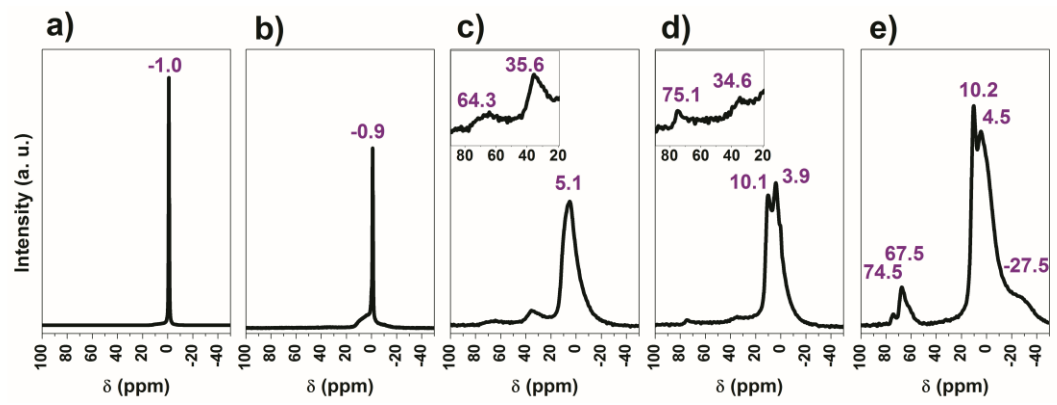 a)
b)
c)
d)
e)
-1.0
-0.9
35.6
64.3
80 60 40 20
5.1
34.6
75.1
80 60 40 20
10.1 3.9
10.2
4.5
67.5
74.5
-27.5
Intensity (a. u.)
100 80 60 40 20 0 -20 -40
100 80 60 40 20 0 -20 -40
100 80 60 40 20 0 -20 -40
100 80 60 40 20 0 -20 -40
100 80 60 40 20 0 -20 -40
δ (ppm)
δ (ppm)
δ (ppm)
δ (ppm)
δ (ppm)